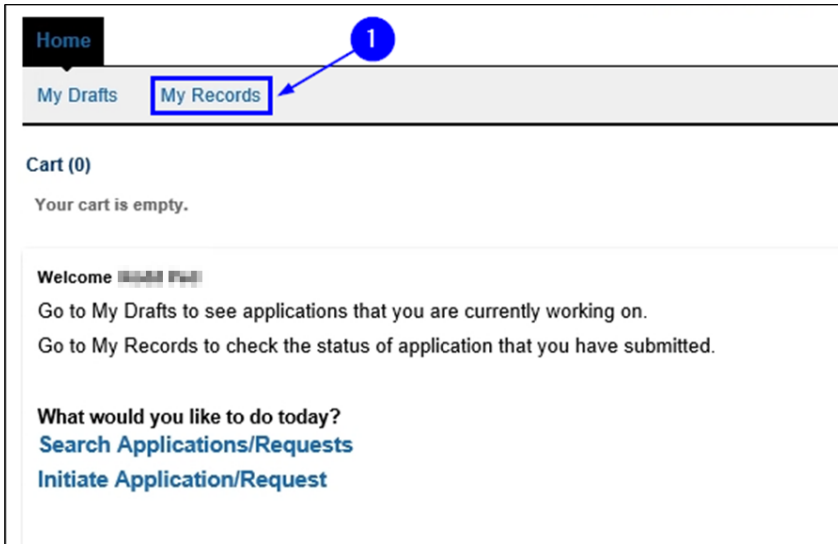 Home
1
My Drafts My Records
Cart (0)
Your cart is empty.
Welcome
Go to My Drafts to see applications that you are currently working on.
Go to My Records to check the status of application that you have submitted.
What would you like to do today?
Search Applications/Requests
Initiate Application/Request